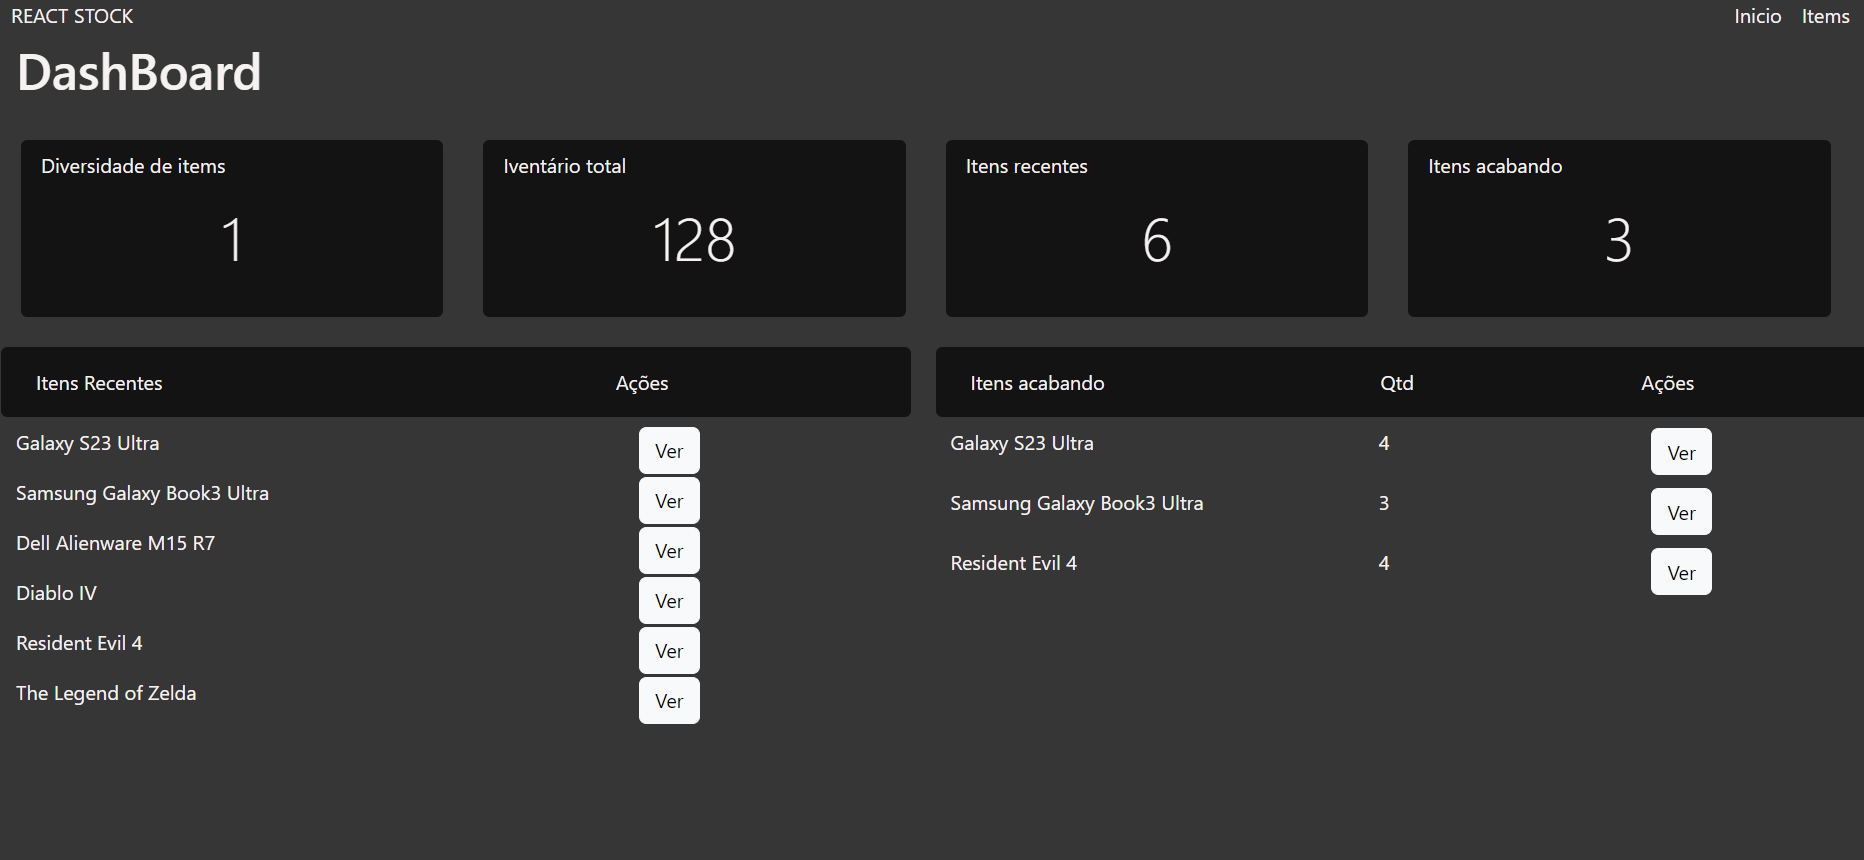 REACT STOCK Inicio Items
DashBoard
Diversidade de items
1
Iventário total
128
Itens recentes
6
Itens acabando
3
Itens Recentes Ações
Galaxy S23 Ultra Ver
Samsung Galaxy Book3 Ultra Ver
Dell Alienware M15 R7 Ver
Diablo IV Ver
Resident Evil 4 Ver
The Legend of Zelda Ver
Itens acabando Qtd Ações
Galaxy S23 Ultra 4 Ver
Samsung Galaxy Book3 Ultra 3 Ver
Resident Evil 4 4 Ver